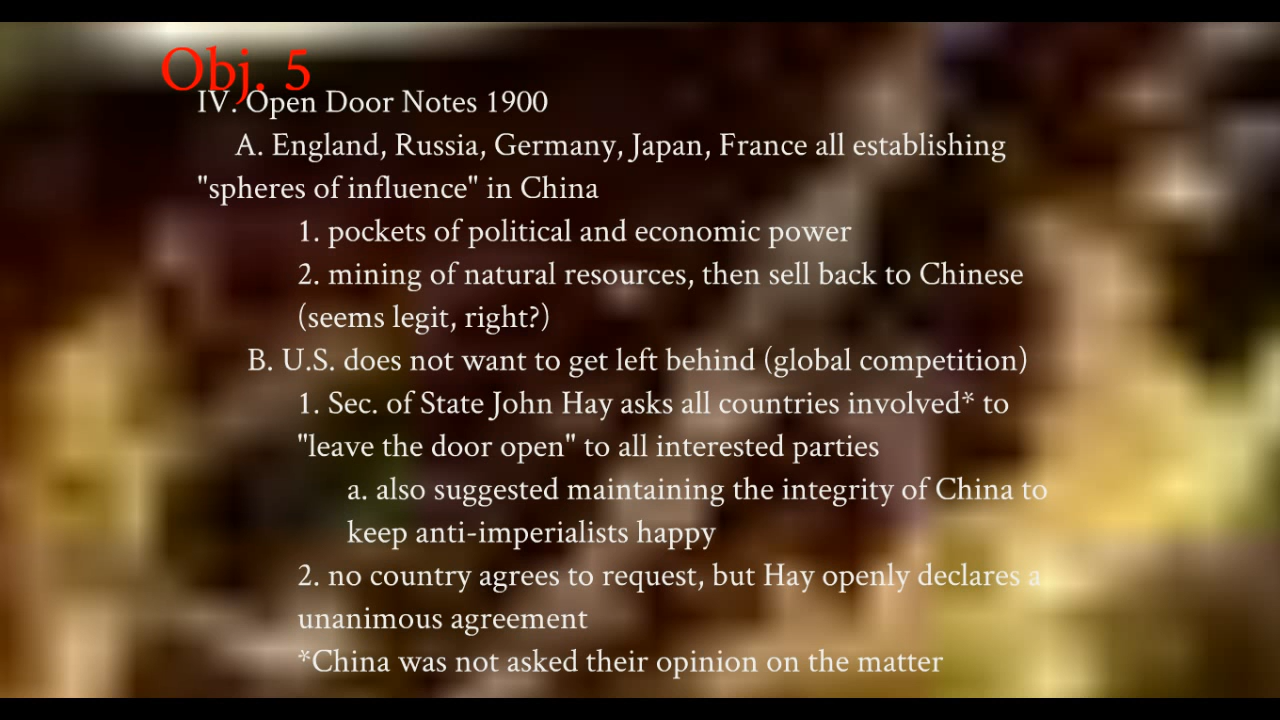 Obj. 5
IV. Open Door Notes 1900
A. England, Russia, Germany, Japan, France all establishing
"spheres of influence" in China
1. pockets of political and economic power
2. mining of natural resources, then sell back to Chinese
(seems legit, right?)
B. U.S. does not want to get left behind (global competition)
1. Sec. of State John Hay asks all countries involved* to
"leave the door open" to all interested parties
a. also suggested maintaining the integrity of China to
keep anti-imperialists happy
2. no country agrees to request, but Hay openly declares a
unanimous agreement
*China was not asked their opinion on the matter